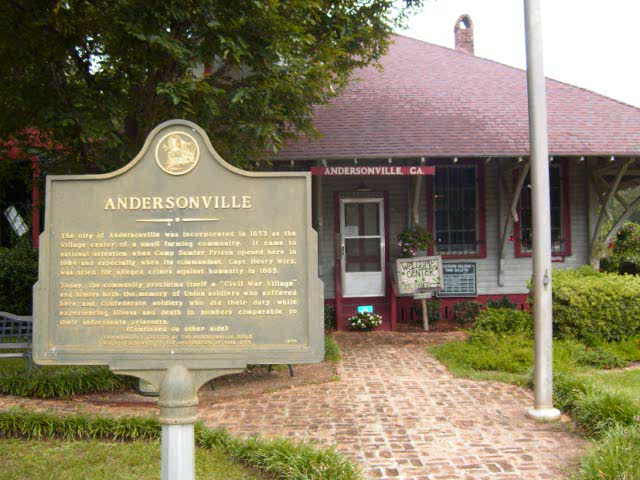 ANDERSONVILLE
The city of Andersonville was incorporated in 1853 as the
village center of a small farming community. It came to
national attention when Camp Sumter Prison opened here in
1864 and especially when the commandant, Capt. Henry Wirz,
was tried for alleged crimes against humanity in 1865.
Today, the community proclaims itself a "Civil War Village"
and honors both the memory of Union soldiers who suffered
here and Confederate soldiers who did their duty while
experiencing illness and death in numbers comparable to
their unfortunate prisoners.
(Continued on other side)
ANDERSONVILLE GA.
WELCOME
CENTER